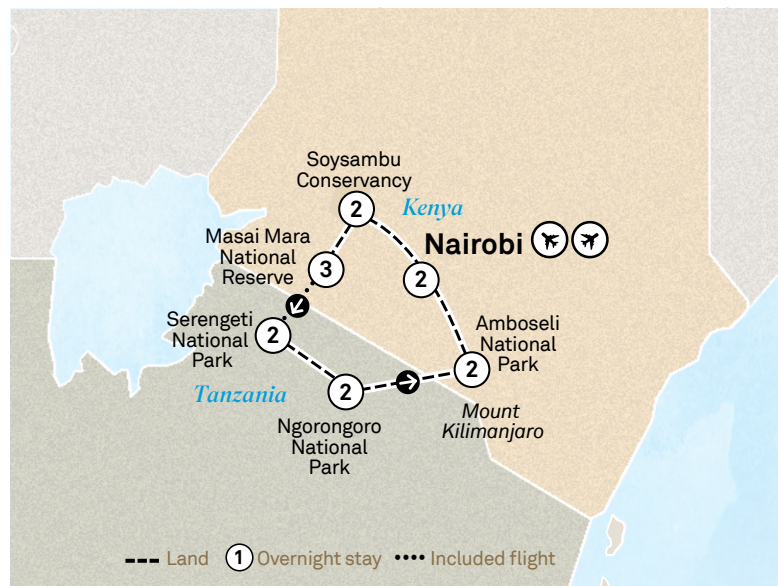 Soysambu
Conservancy
2
Kenya
Masai Mara
National
Reserve
3
Nairobi
2
Serengeti
National
Park
2
Amboseli
National
Park
2
Tanzania
2
Mount
Kilimanjaro
Ngorongoro
National
Park
Land
1 Overnight stay
Included flight